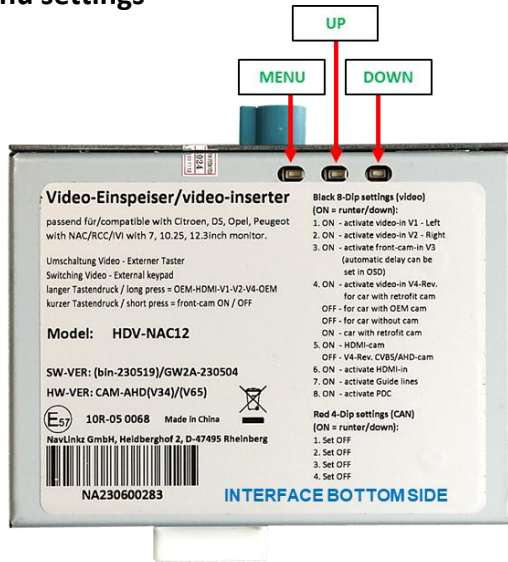 nd settings
UP
MENU
DOWN
Video-Einspeiser/video-inserter
passend für/compatible with Citroen, DS, Opel, Peugeot
with NAC/RCC/IVI with 7, 10.25, 12.3inch monitor.
Umschaltung Video - Externer Taster
Switching Video - External keypad
langer Tastendruck / long press = OEM-HDMI-V1-V2-V4-OEM
kurzer Tastendruck / short press = front-cam ON / OFF
Model: HDV-NAC12
SW-VER: (bin-230519)/GW2A-230504
HW-VER: CAM-AHD(V34)/(V65)
E57 10R-05 0068 Made in China
NavLinkz GmbH, Heidberghof 2, D-47495 Rheinberg
NA230600283
Black 8-Dip settings (video)
(ON = runter/down):
1. ON - activate video-in V1 - Left
2. ON - activate video-in V2 - Right
3. ON - activate front-cam-in V3
(automatic delay can be
set in OSD)
4. ON - activate video-in V4-Rev.
for car with retrofit cam
OFF - for car with OEM cam
OFF - for car without cam
ON - car with retrofit cam
5. ON - HDMI-cam
OFF - V4-Rev. CVBS/AHD-cam
6. ON - activate HDMI-in
7. ON - activate Guide lines
8. ON - activate PDC
Red 4-Dip settings (CAN)
(ON = runter/down):
1. Set OFF
2. Set OFF
3. Set OFF
4. Set OFF
INTERFACE BOTTOM SIDE